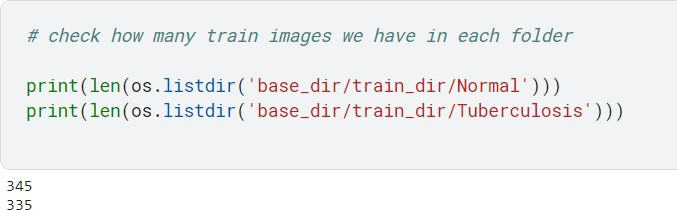 # check how many train images we have in each folder
print(len(os.listdir('base_dir/train_dir/Normal')))
print(len(os.listdir('base_dir/train_dir/Tuberculosis')))
345
335